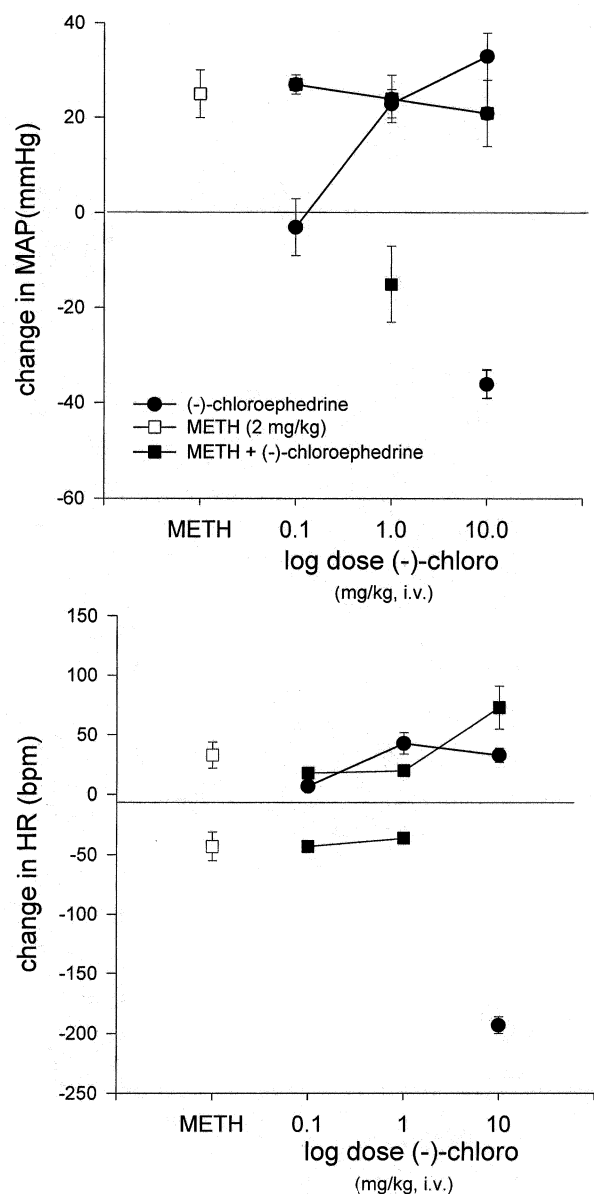 40
20
0
-20
-40
-60
change in MAP(mmHg)
(-)-chloroephedrine
METH (2 mg/kg)
METH + (-)-chloroephedrine
METH 0.1 1.0 10.0
log dose (-)-chloro
(mg/kg, i.v.)
150
100
50
0
-50
-100
-150
-200
-250
change in HR (bpm)
METH 0.1 1 10
log dose (-)-chloro
(mg/kg, i.v.)